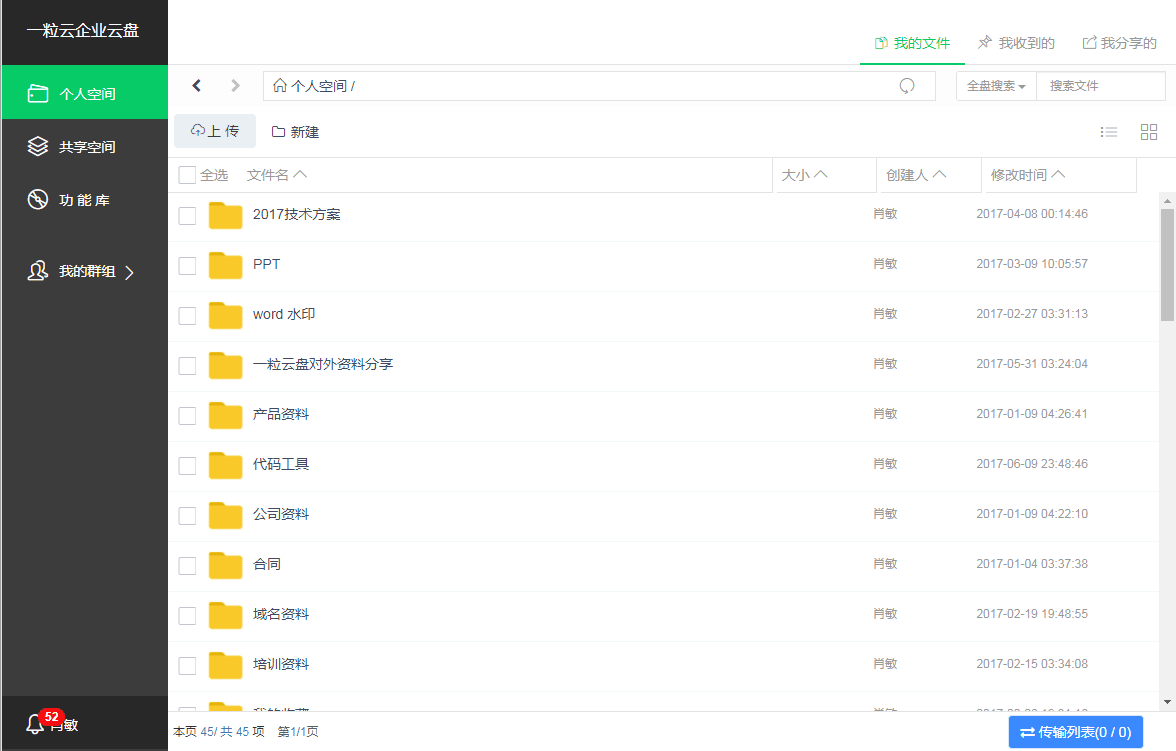 一粒云企业云盘
我的文件 我收到的 我分享的
个人空间
共享空间
功能库
我的群组
个人空间 /
全盘搜索 搜索文件
上 传 新建
全选 文件名 大小 创建人 修改时间
2017技术方案 肖敏 2017-04-08 00:14:46
PPT 肖敏 2017-03-09 10:05:57
word 水印 肖敏 2017-02-27 03:31:13
一粒云盘对外资料分享 肖敏 2017-05-31 03:24:04
产品资料 肖敏 2017-01-09 04:26:41
代码工具 肖敏 2017-06-09 23:48:46
公司资料 肖敏 2017-01-09 04:22:10
合同 肖敏 2017-01-04 03:37:38
域名资料 肖敏 2017-02-19 19:48:55
培训资料 肖敏 2017-02-15 03:34:08
52
肖敏
本页 45/ 共 45 项 第1/1页
传输列表(0 / 0)